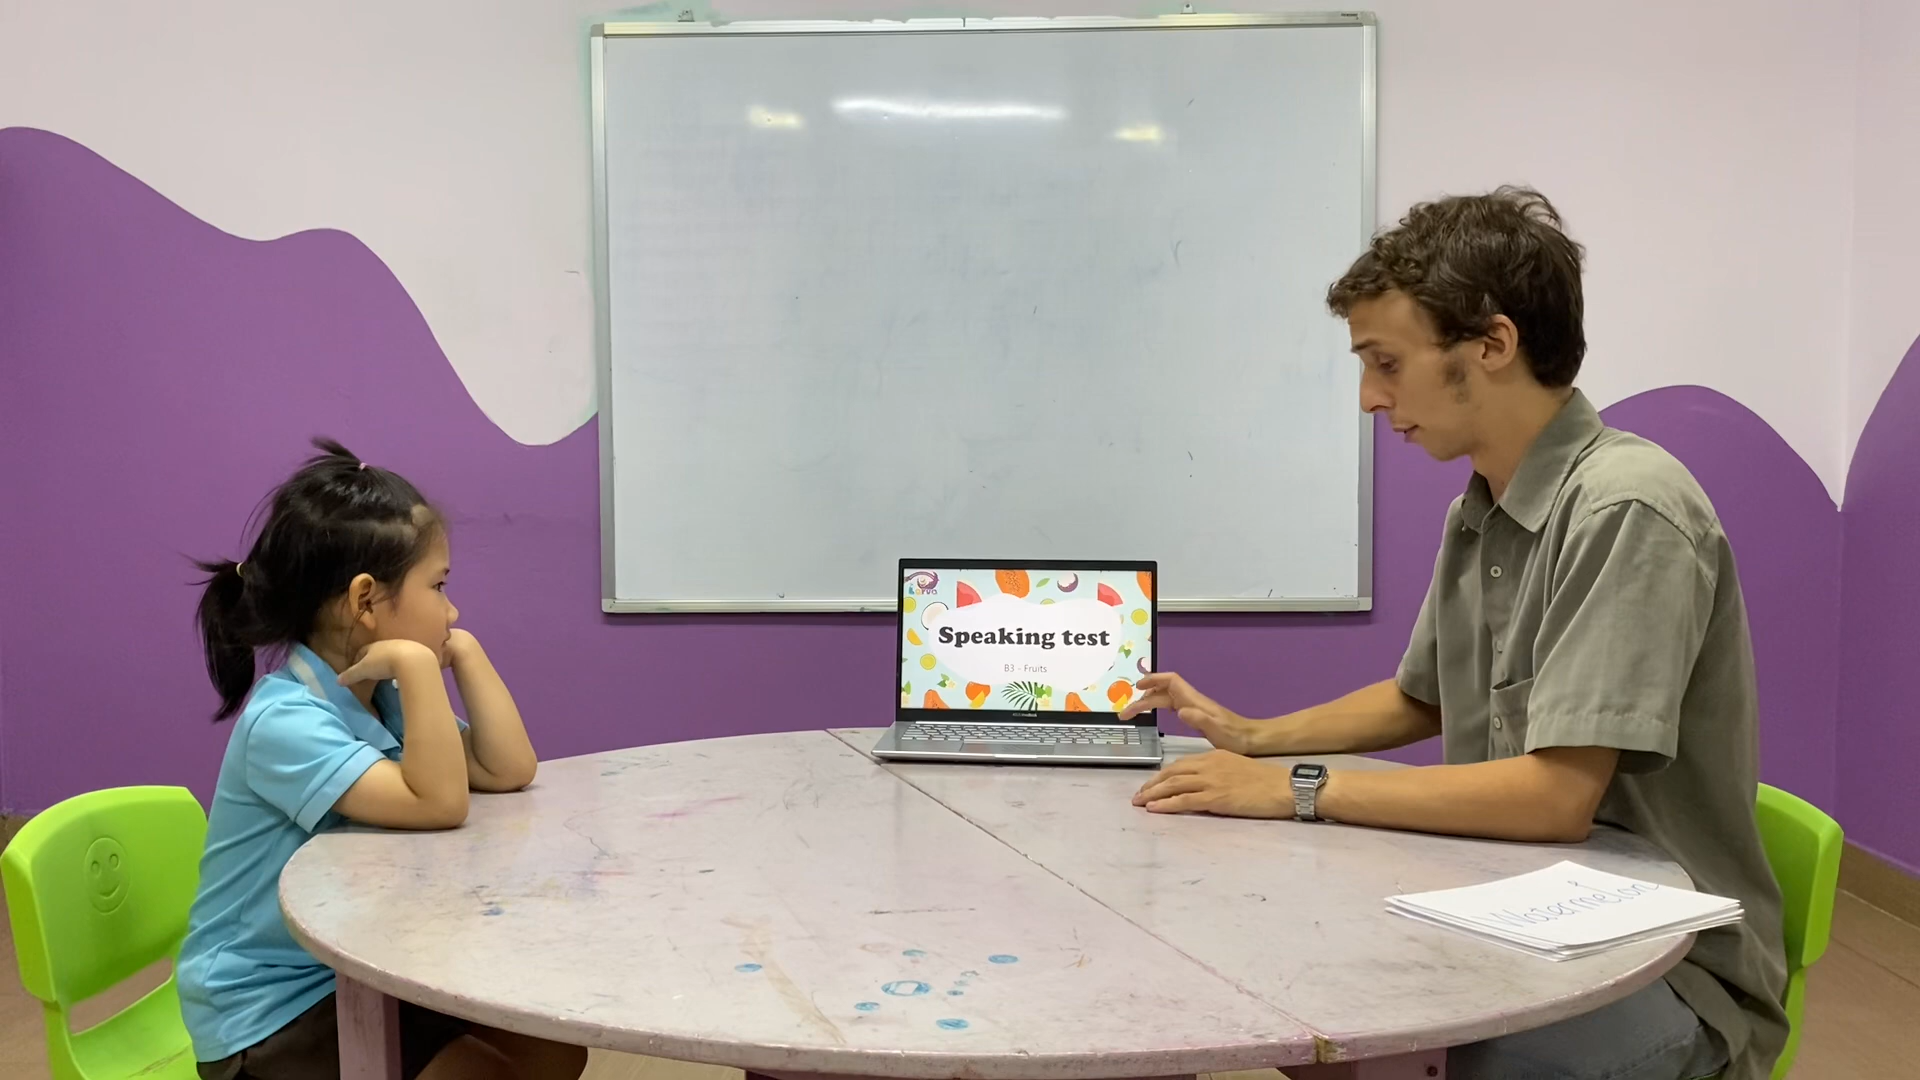 Speaking test
B3 - Fruits
Watermelon